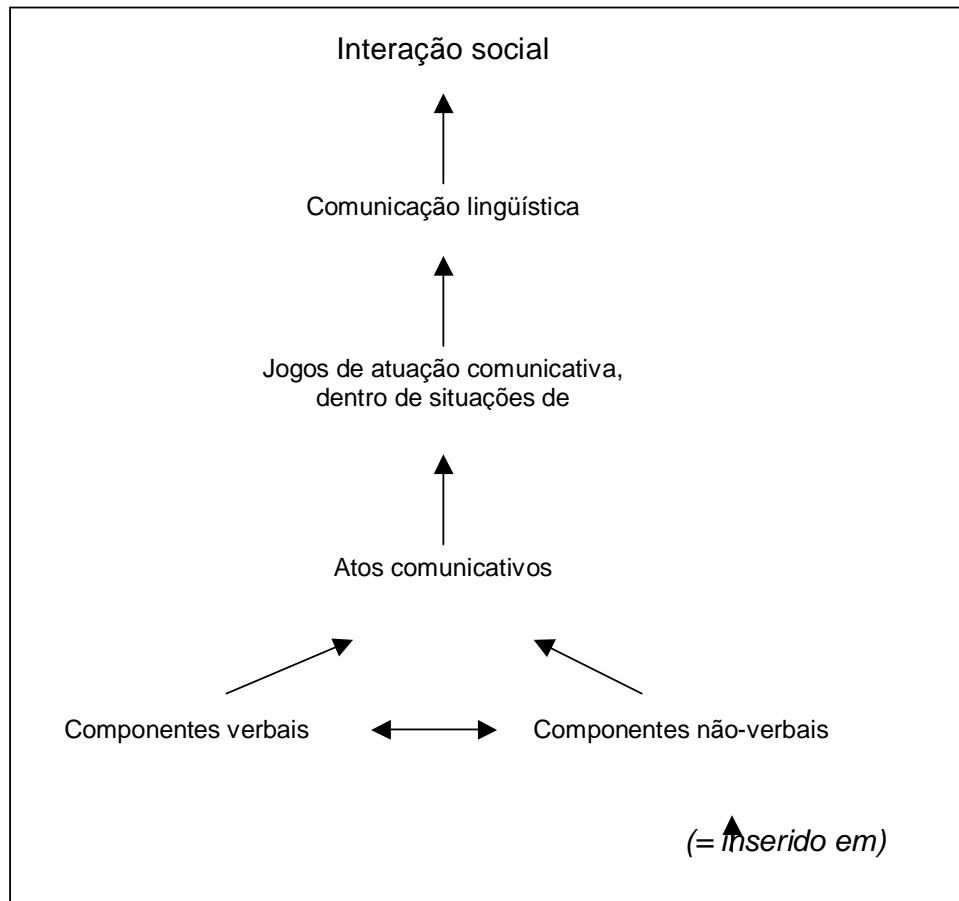 Interação social
Comunicação lingüística
Jogos de atuação comunicativa,
dentro de situações de
Atos comunicativos
Componentes verbais
Componentes não-verbais
(= inserido em)